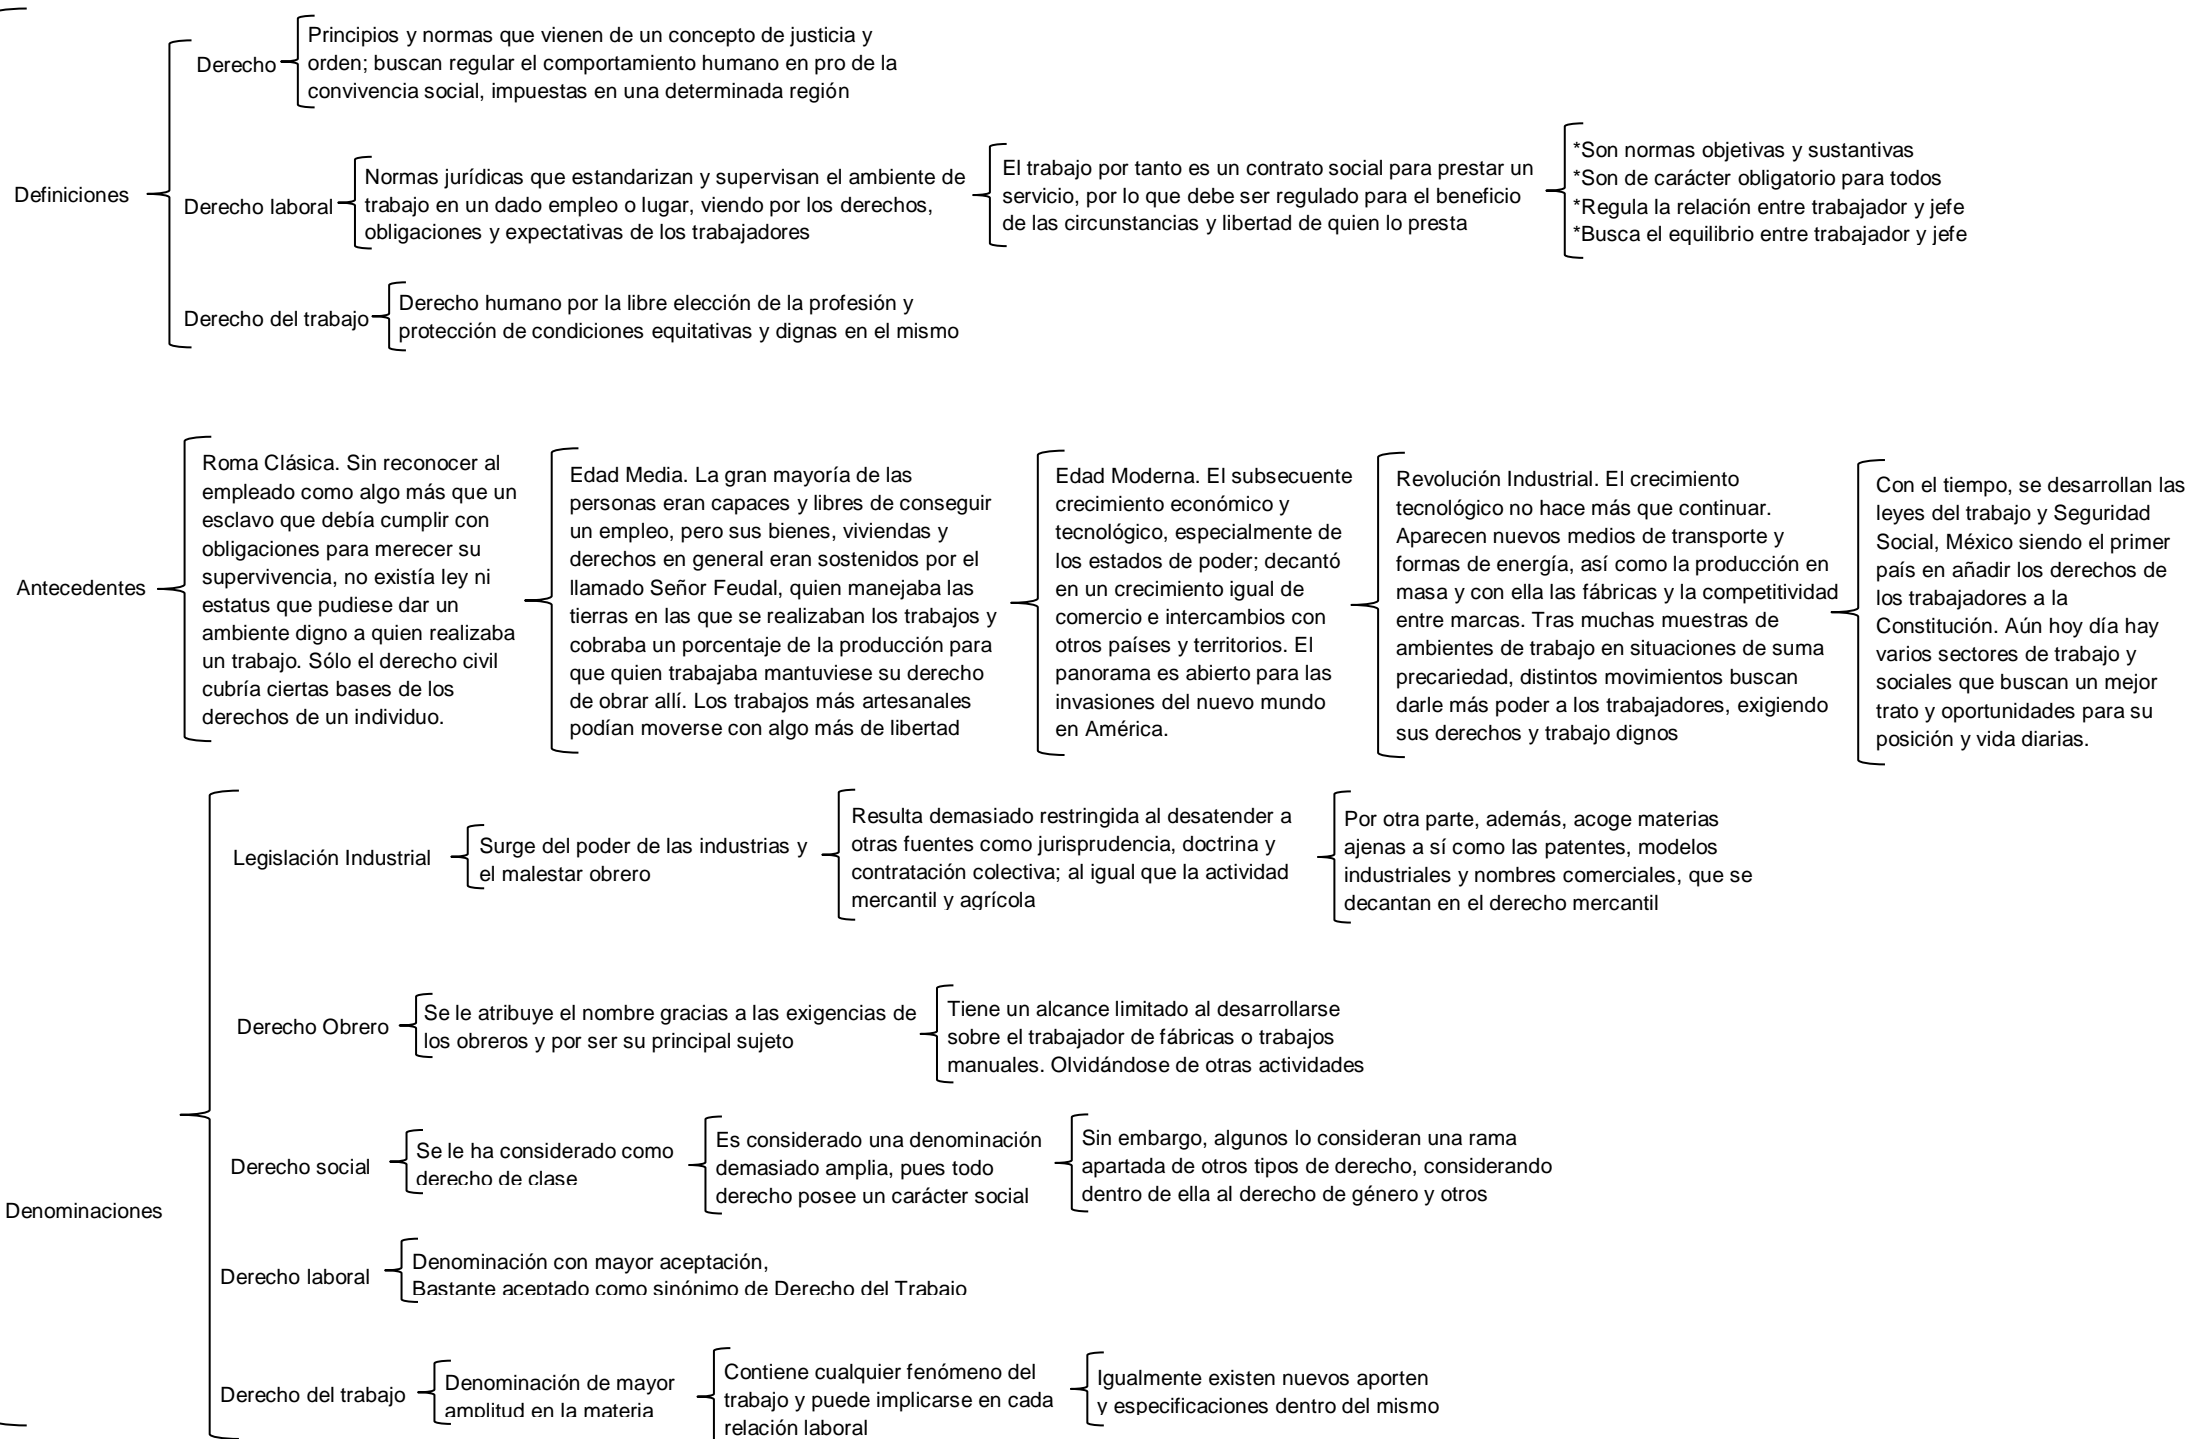 Definiciones
Derecho
Principios y normas que vienen de un concepto de justicia y
orden; buscan regular el comportamiento humano en pro de la
convivencia social, impuestas en una determinada región
Derecho laboral
Normas jurídicas que estandarizan y supervisan el ambiente de
trabajo en un dado empleo o lugar, viendo por los derechos,
obligaciones y expectativas de los trabajadores
El trabajo por tanto es un contrato social para prestar un
servicio, por lo que debe ser regulado para el beneficio
de las circunstancias y libertad de quien lo presta
*Son normas objetivas y sustantivas
*Son de carácter obligatorio para todos
*Regula la relación entre trabajador y jefe
*Busca el equilibrio entre trabajador y jefe
Derecho del trabajo
Derecho humano por la libre elección de la profesión y
protección de condiciones equitativas y dignas en el mismo
Antecedentes
Roma Clásica. Sin reconocer al
empleado como algo más que un
esclavo que debía cumplir con
obligaciones para merecer su
supervivencia, no existía ley ni
estatus que pudiese dar un
ambiente digno a quien realizaba
un trabajo. Sólo el derecho civil
cubría ciertas bases de los
derechos de un individuo.
Edad Media. La gran mayoría de las
personas eran capaces y libres de conseguir
un empleo, pero sus bienes, viviendas y
derechos en general eran sostenidos por el
llamado Señor Feudal, quien manejaba las
tierras en las que se realizaban los trabajos y
cobraba un porcentaje de la producción para
que quien trabajaba mantuviese su derecho
de obrar allí. Los trabajos más artesanales
podían moverse con algo más de libertad
Edad Moderna. El subsecuente
crecimiento económico y
tecnológico, especialmente de
los estados de poder; decantó
en un crecimiento igual de
comercio e intercambios con
otros países y territorios. El
panorama es abierto para las
invasiones del nuevo mundo
en América.
Revolución Industrial. El crecimiento
tecnológico no hace más que continuar.
Aparecen nuevos medios de transporte y
formas de energía, así como la producción en
masa y con ella las fábricas y la competitividad
entre marcas. Tras muchas muestras de
ambientes de trabajo en situaciones de suma
precariedad, distintos movimientos buscan
darle más poder a los trabajadores, exigiendo
sus derechos y trabajo dignos
Con el tiempo, se desarrollan las
leyes del trabajo y Seguridad
Social, México siendo el primer
país en añadir los derechos de
los trabajadores a la
Constitución. Aún hoy día hay
varios sectores de trabajo y
sociales que buscan un mejor
trato y oportunidades para su
posición y vida diarias.
Denominaciones
Legislación Industrial
Surge del poder de las industrias y
el malestar obrero
Resulta demasiado restringida al desatender a
otras fuentes como jurisprudencia, doctrina y
contratación colectiva; al igual que la actividad
mercantil y agrícola
Por otra parte, además, acoge materias
ajenas a sí como las patentes, modelos
industriales y nombres comerciales, que se
decantan en el derecho mercantil
Derecho Obrero
Se le atribuye el nombre gracias a las exigencias de
los obreros y por ser su principal sujeto
Tiene un alcance limitado al desarrollarse
sobre el trabajador de fábricas o trabajos
manuales. Olvidándose de otras actividades
Derecho social
Se le ha considerado como
derecho de clase
Es considerado una denominación
demasiado amplia, pues todo
derecho posee un carácter social
Sin embargo, algunos lo consideran una rama
apartada de otros tipos de derecho, considerando
dentro de ella al derecho de género y otros
Derecho laboral
Denominación con mayor aceptación,
Bastante aceptado como sinónimo de Derecho del Trabajo
Derecho del trabajo
Denominación de mayor
amplitud en la materia
Contiene cualquier fenómeno del
trabajo y puede implicarse en cada
relación laboral
Igualmente existen nuevos aporten
y especificaciones dentro del mismo